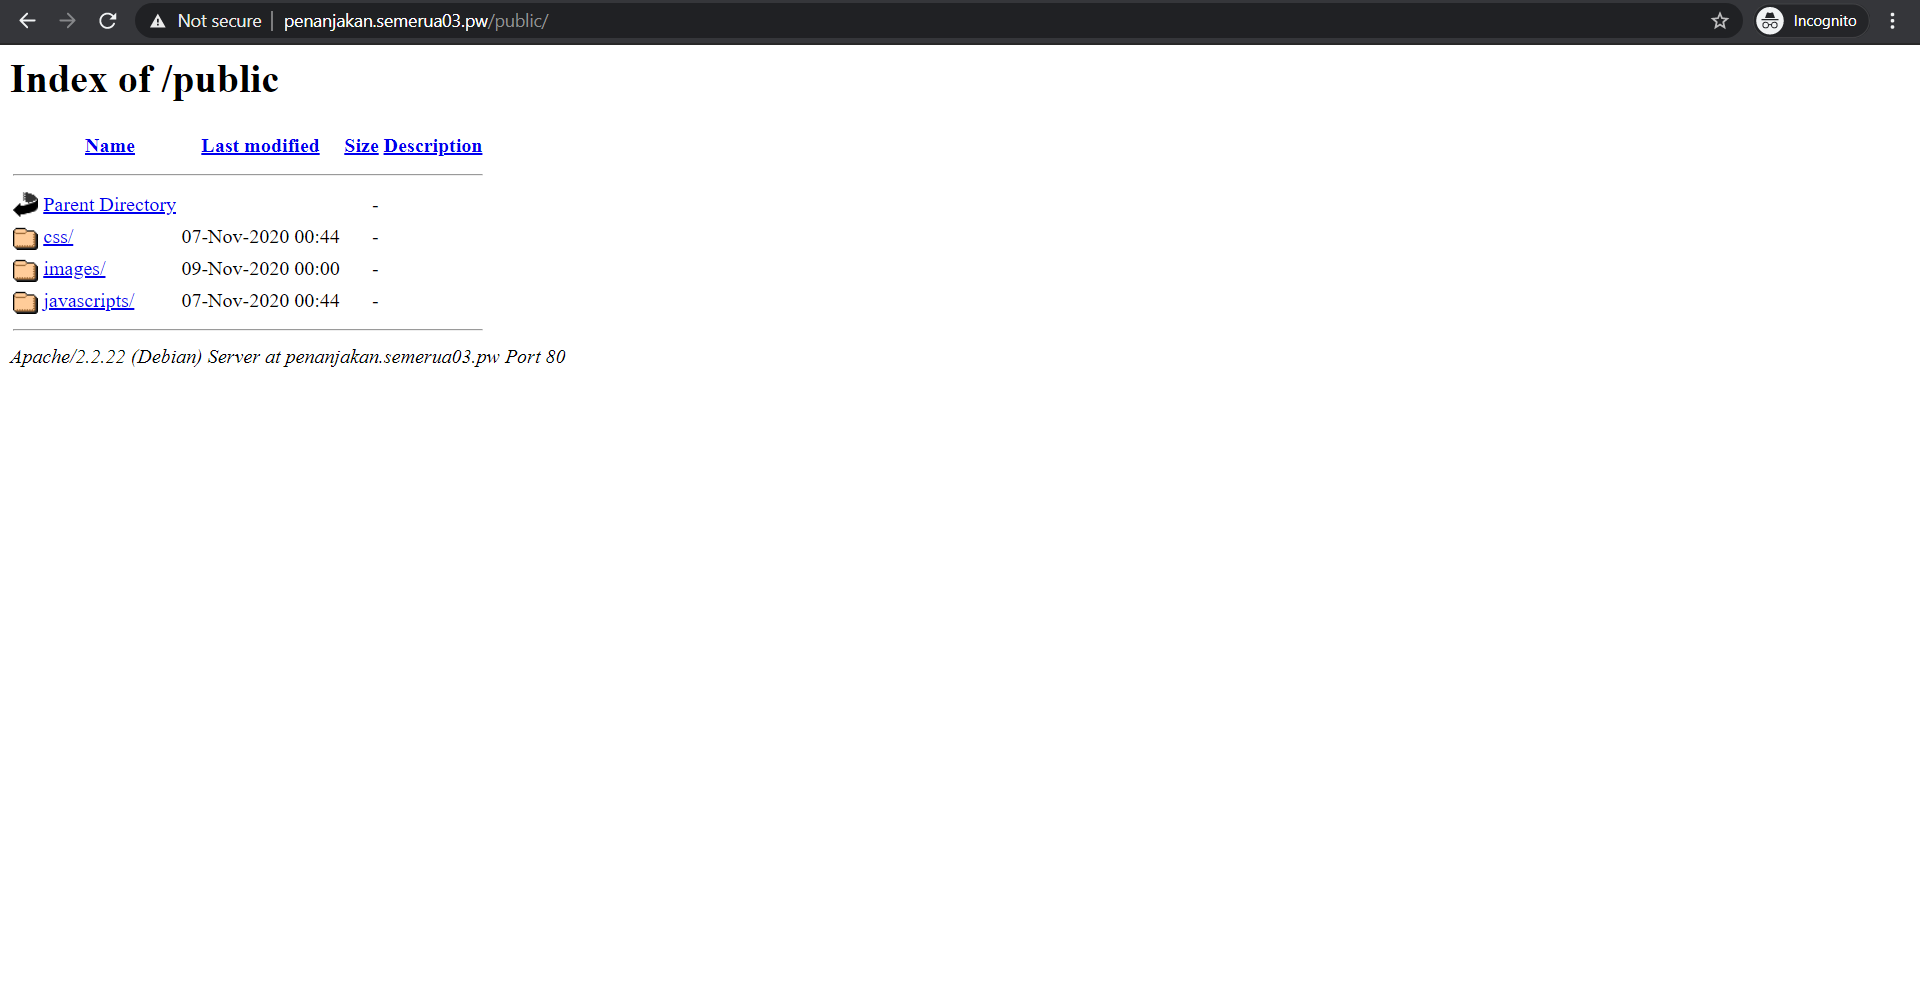 Not secure penanjakan.semerua03.pw/public/ Incognito
Index of /public
Name Last modified Size Description
Parent Directory -
css/ 07-Nov-2020 00:44 -
images/ 09-Nov-2020 00:00 -
javascripts/ 07-Nov-2020 00:44 -
Apache/2.2.22 (Debian) Server at penanjakan.semerua03.pw Port 80